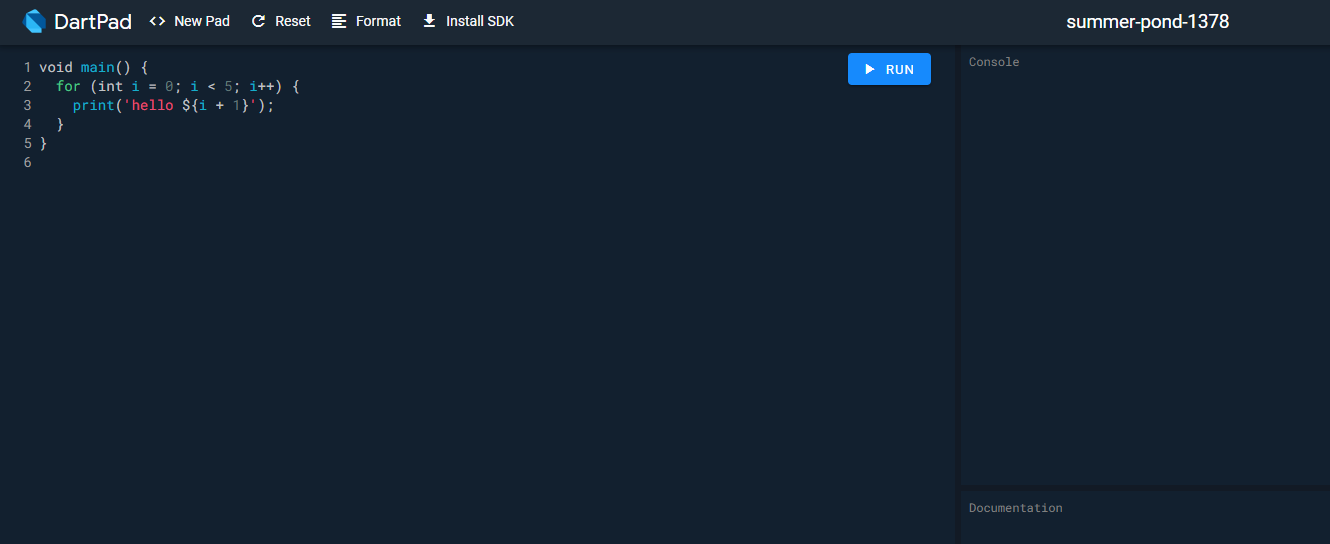 DartPad <> New Pad Reset Format Install SDK summer-pond-1378
1 void main() {
2   for (int i = 0; i < 5; i++) {
3     print('hello ${i + 1}');
4   }
5 }
6
RUN
Console
Documentation